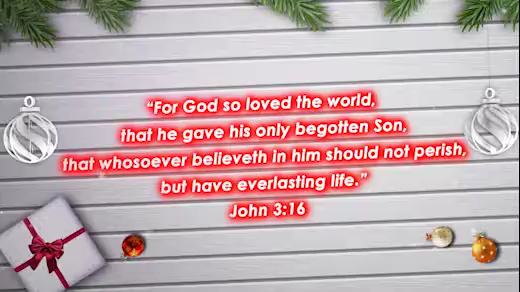 “For God so loved the world,
that he gave his only begotten Son,
that whosoever believeth in him should not perish,
but have everlasting life.”
John 3:16